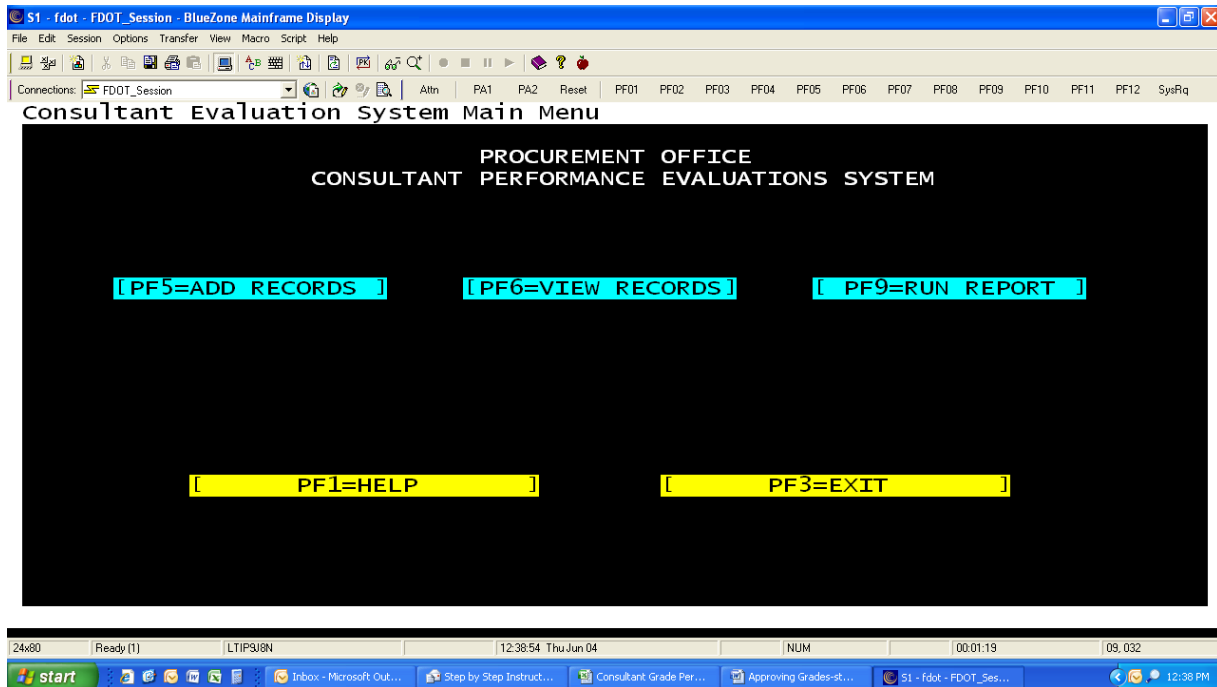 S1 - fdot - FDOT_Session - BlueZone Mainframe Display
File Edit Session Options Transfer View Macro Script Help
Connections: FDOT_Session Attn PA1 PA2 Reset PF01 PF02 PF03 PF04 PF05 PF06 PF07 PF08 PF09 PF10 PF11 PF12 SysRq
Consultant Evaluation System Main Menu
PROCUREMENT OFFICE
CONSULTANT PERFORMANCE EVALUATIONS SYSTEM
[PF5=ADD RECORDS ] [PF6=VIEW RECORDS] [ PF9=RUN REPORT ]
[ PF1=HELP ] [ PF3=EXIT ]
24x80 Ready (1) LTIP9J8N 12:38:54 Thu Jun 04 NUM 00:01:19 09, 032
start Inbox - Microsoft Out... Step by Step Instruct... Consultant Grade Per... Approving Grades-st... S1 - fdot - FDOT_Ses... 12:38 PM